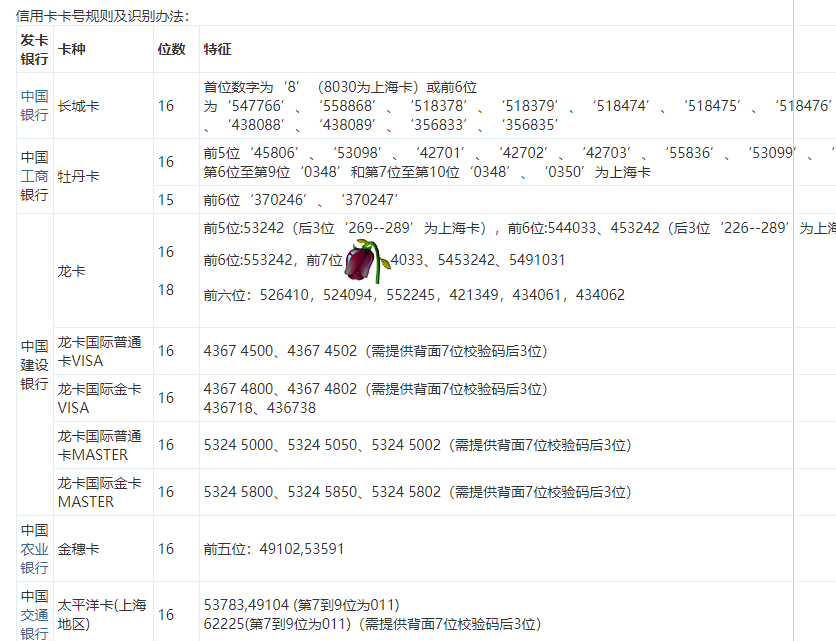 信用卡卡号规则及识别办法：
发卡
银行
卡种
位数
特征
中国
银行
长城卡
16
首位数字为‘8’（8030为上海卡）或前6位
为‘547766’、‘558868’、‘518378’、‘518379’、‘518474’、‘518475’、‘518476’
、‘438088’、‘438089’、‘356833’、‘356835’
中国
工商
银行
牡丹卡
16
前5位‘45806’、‘53098’、‘42701’、‘42702’、‘42703’、‘55836’、‘53099’、‘
第6位至第9位‘0348’和第7位至第10位‘0348’、‘0350’为上海卡
15
前6位‘370246’、‘370247’
中国
建设
银行
龙卡
16
18
前5位:53242（后3位‘269--289’为上海卡），前6位:544033、453242（后3位‘226--289’为上海
前6位:553242，前7位
4033、5453242、5491031
前六位：526410，524094，552245，421349，434061，434062
龙卡国际普通
卡VISA
16
4367 4500、4367 4502（需提供背面7位校验码后3位）
龙卡国际金卡
VISA
16
4367 4800、4367 4802（需提供背面7位校验码后3位）
436718、436738
龙卡国际普通
卡MASTER
16
5324 5000、5324 5050、5324 5002（需提供背面7位校验码后3位）
龙卡国际金卡
MASTER
16
5324 5800、5324 5850、5324 5802（需提供背面7位校验码后3位）
中国
农业
银行
金穗卡
16
前五位：49102,53591
中国
交通
银行
太平洋卡(上海
地区)
16
53783,49104 (第7到9位为011)
62225(第7到9位为011)（需提供背面7位校验码后3位）